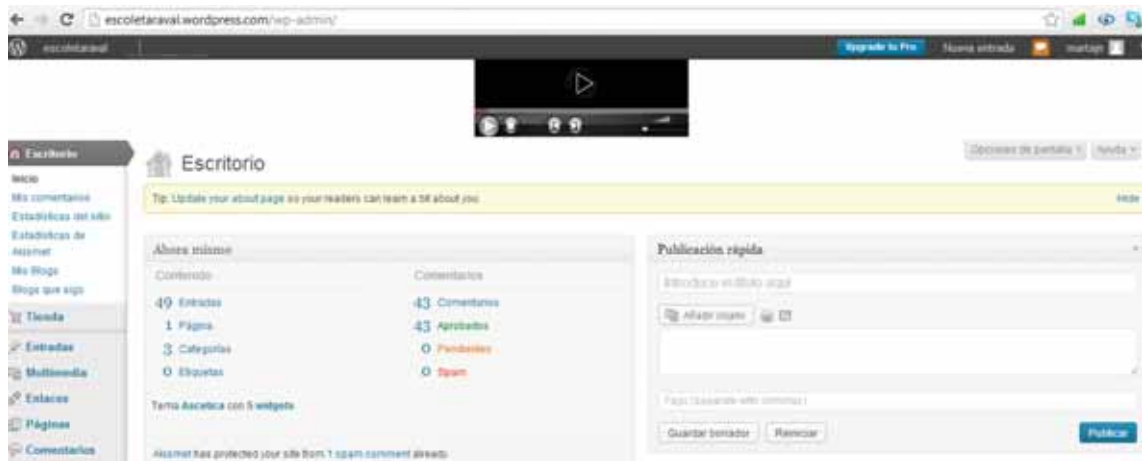 escoletaraval.wordpress.com/wp-admin/
escoletaraval
Upgrade to Pro
Nueva entrada
Escritorio
Inicio
Mis comentarios
Estadísticas del sitio
Estadísticas de
Akismet
Mis Blogs
Blogs que sigo
Tienda
Entradas
Multimedia
Enlaces
Páginas
Comentarios
Opciones de pantalla
Ayuda
Escritorio
Tip: Update your about page so your readers can learn a bit about you.
Hide
Ahora mismo
Contenido
49 Entradas
1 Página
3 Categorías
0 Etiquetas
Comentarios
43 Comentarios
43 Aprobados
0 Pendientes
0 Spam
Tema Ascetica con 5 widgets
Akismet has protected your site from 1 spam comment already.
Publicación rápida
Introduce el título aquí
Añadir objeto
Tags (separate with commas)
Guardar borrador
Reiniciar
Publicar